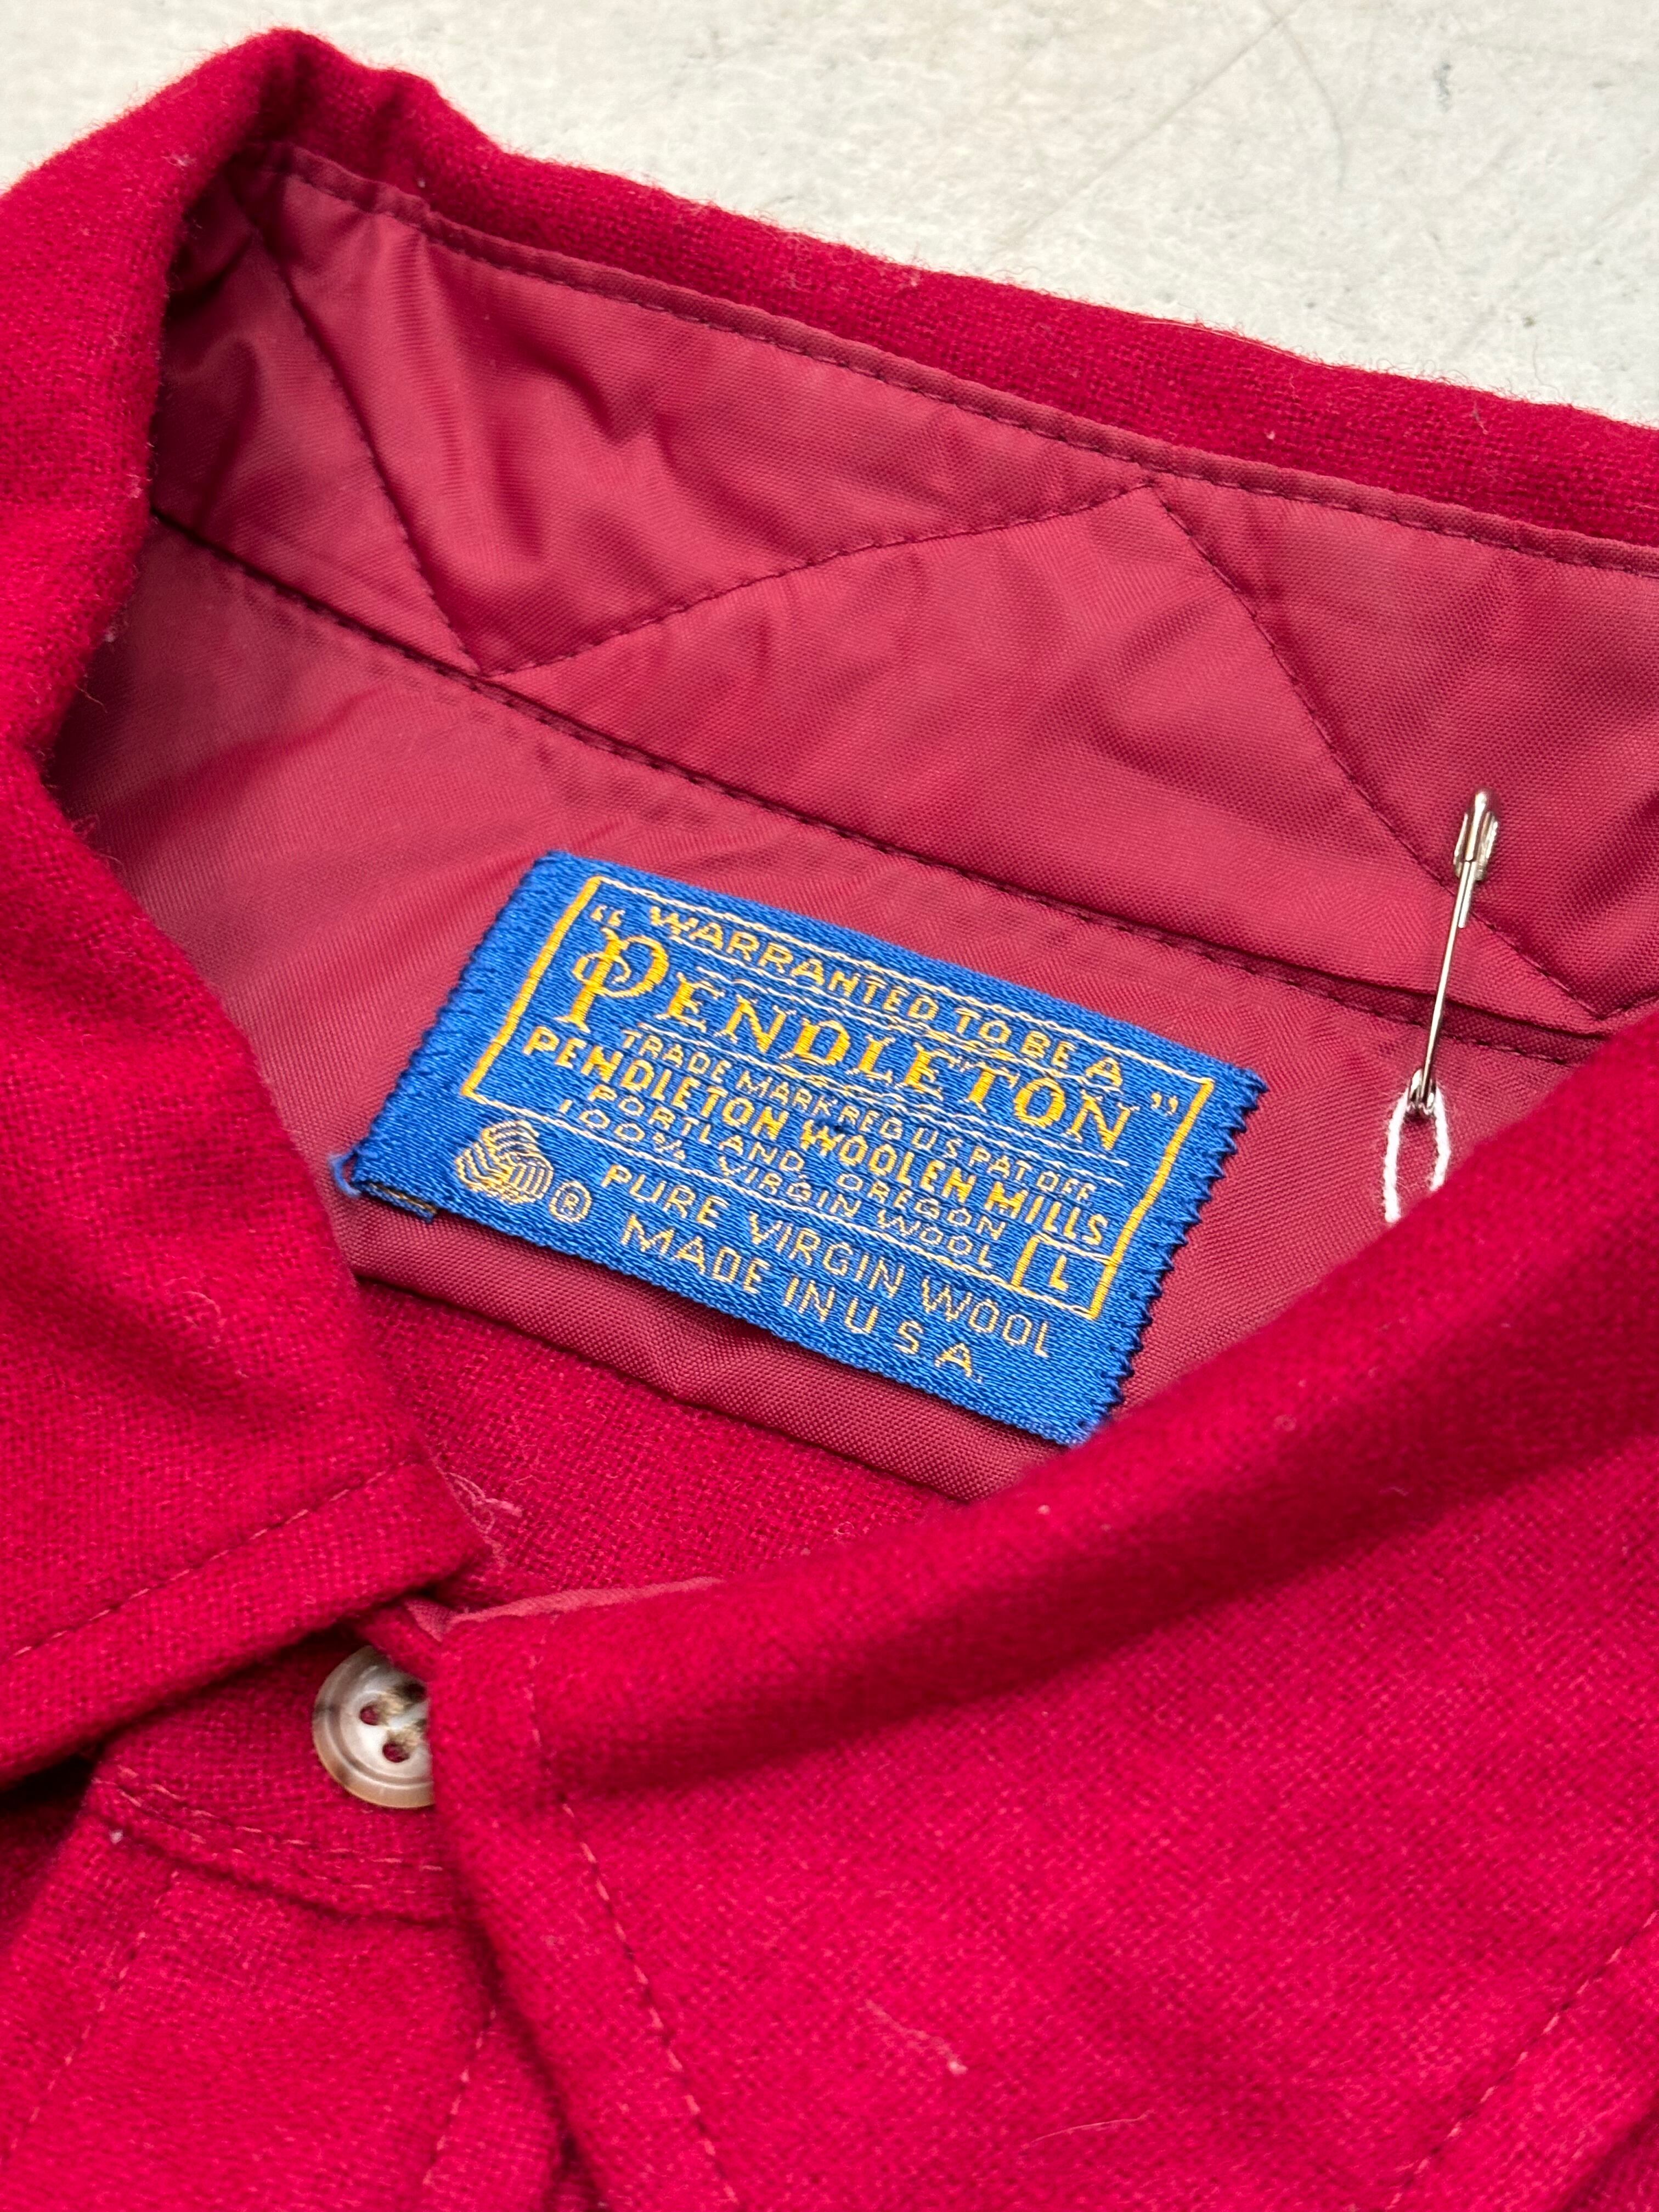 "WARRANTED TO BE A"
PENDLETON
TRADE MARK REG US PAT OFF
PENDLETON WOOLEN MILLS
PORTLAND, OREGON
100% VIRGIN WOOL L
® PURE VIRGIN WOOL
MADE IN U S A.